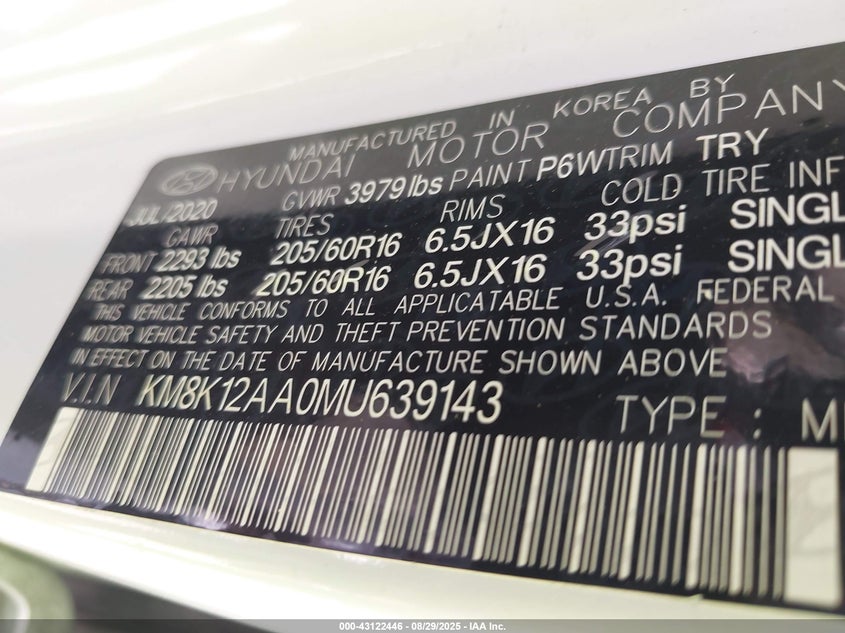 MANUFACTURED IN KOREA BY
HYUNDAI MOTOR COMPANY
JUL/2020 GVWR 3979 lbs PAINT P6W TRIM TRY
GAWR TIRES RIMS COLD TIRE INF
FRONT 2293 lbs 205/60R16 6.5JX16 33psi SINGL
REAR 2205 lbs 205/60R16 6.5JX16 33psi SINGL
THIS VEHICLE CONFORMS TO ALL APPLICATABLE U.S.A. FEDERAL
MOTOR VEHICLE SAFETY AND THEFT PREVENTION STANDARDS
IN EFFECT ON THE DATE OF MANUFACTURE SHOWN ABOVE
V.I.N KM8K12AA0MU639143
TYPE : M
000-43122446 - 08/29/2025 - IAA Inc.